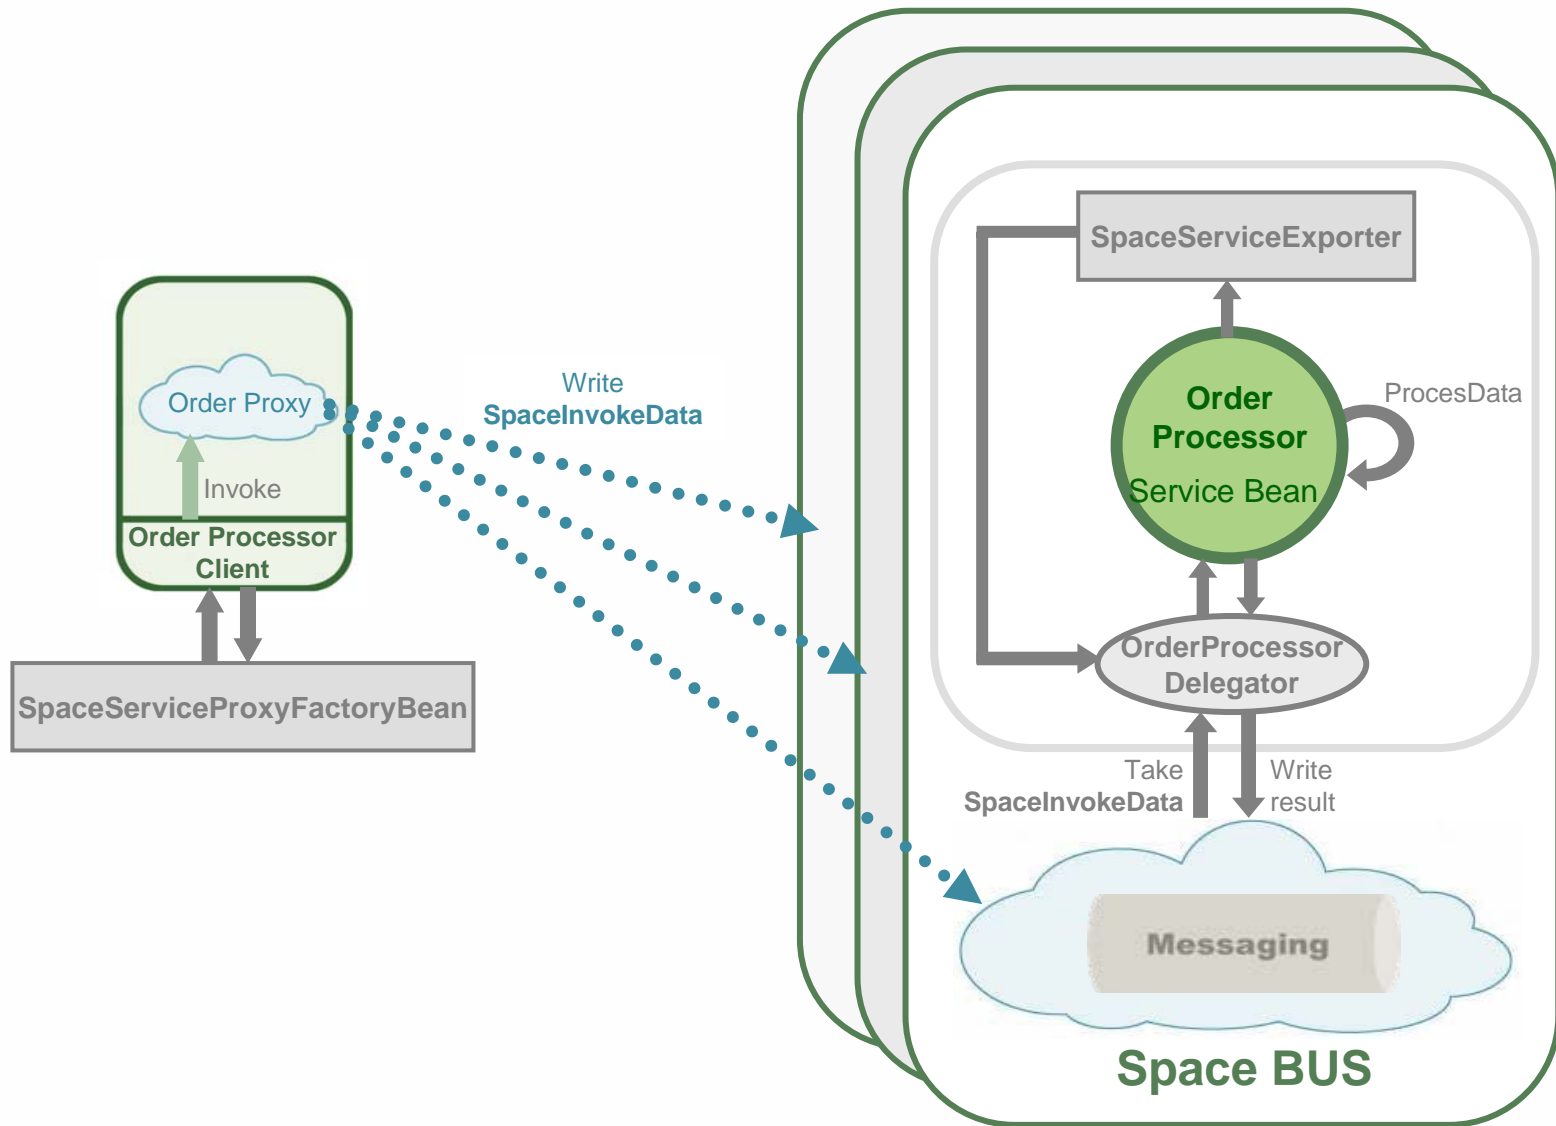 Order Proxy
Invoke
Order Processor
Client
SpaceServiceProxyFactoryBean
Write
SpaceInvokeData
SpaceServiceExporter
Order
Processor
Service Bean
ProcesData
OrderProcessor
Delegator
Take
SpaceInvokeData
Write
result
Messaging
Space BUS